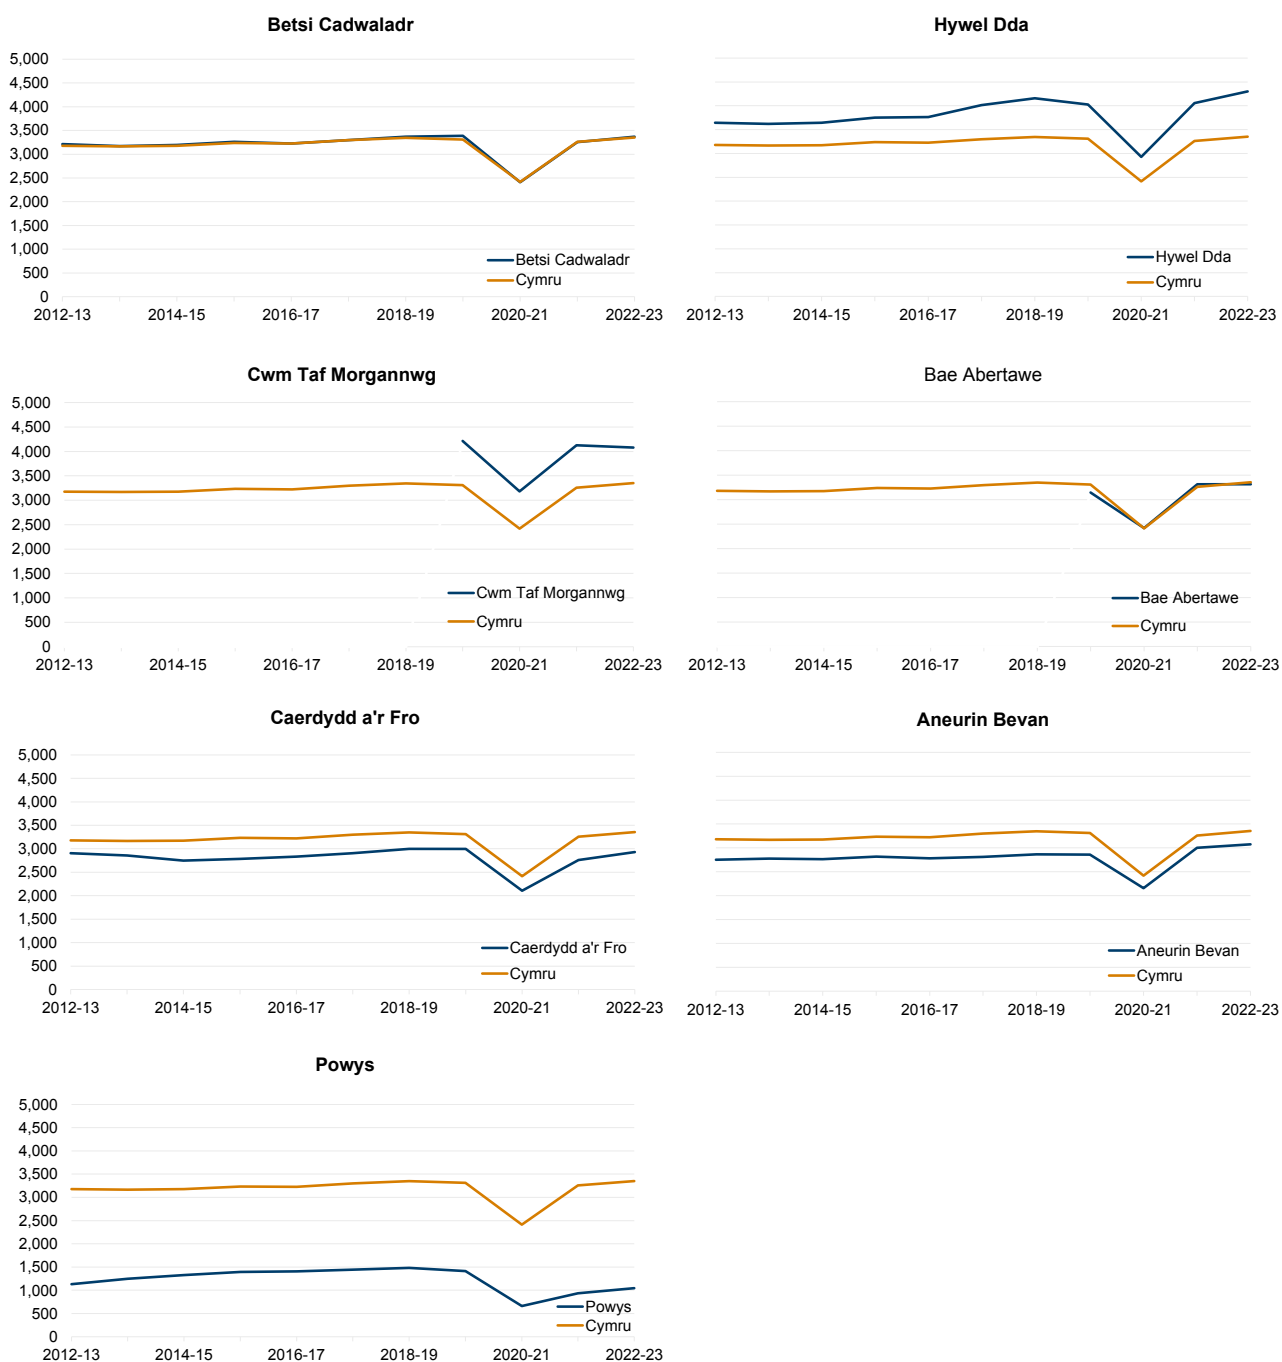 Betsi Cadwaladr
5,000
4,500
4,000
3,500
3,000
2,500
2,000
1,500
1,000
500
0
Betsi Cadwaladr
Cymru
2012-13 2014-15 2016-17 2018-19 2020-21 2022-23
Hywel Dda
Hywel Dda
Cymru
2012-13 2014-15 2016-17 2018-19 2020-21 2022-23
Cwm Taf Morgannwg
5,000
4,500
4,000
3,500
3,000
2,500
2,000
1,500
1,000
500
0
Cwm Taf Morgannwg
Cymru
2012-13 2014-15 2016-17 2018-19 2020-21 2022-23
Bae Abertawe
Bae Abertawe
Cymru
2012-13 2014-15 2016-17 2018-19 2020-21 2022-23
Caerdydd a'r Fro
5,000
4,500
4,000
3,500
3,000
2,500
2,000
1,500
1,000
500
0
Caerdydd a'r Fro
Cymru
2012-13 2014-15 2016-17 2018-19 2020-21 2022-23
Aneurin Bevan
Aneurin Bevan
Cymru
2012-13 2014-15 2016-17 2018-19 2020-21 2022-23
Powys
5,000
4,500
4,000
3,500
3,000
2,500
2,000
1,500
1,000
500
0
Powys
Cymru
2012-13 2014-15 2016-17 2018-19 2020-21 2022-23